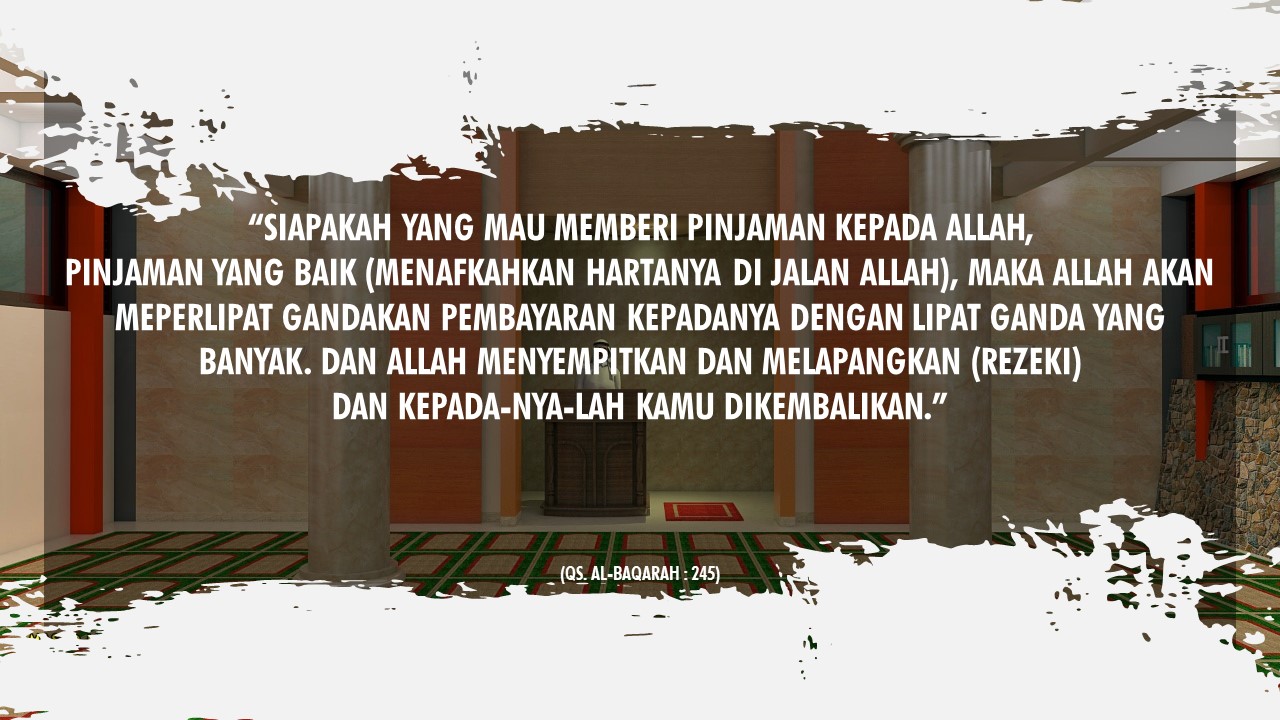 “SIAPAKAH YANG MAU MEMBERI PINJAMAN KEPADA ALLAH,
PINJAMAN YANG BAIK (MENAFKAHKAN HARTANYA DI JALAN ALLAH), MAKA ALLAH AKAN
MEPERLIPAT GANDAKAN PEMBAYARAN KEPADANYA DENGAN LIPAT GANDA YANG
BANYAK. DAN ALLAH MENYEMPITKAN DAN MELAPANGKAN (REZEKI)
DAN KEPADA-NYA-LAH KAMU DIKEMBALIKAN.”
(QS. AL-BAQARAH : 245)